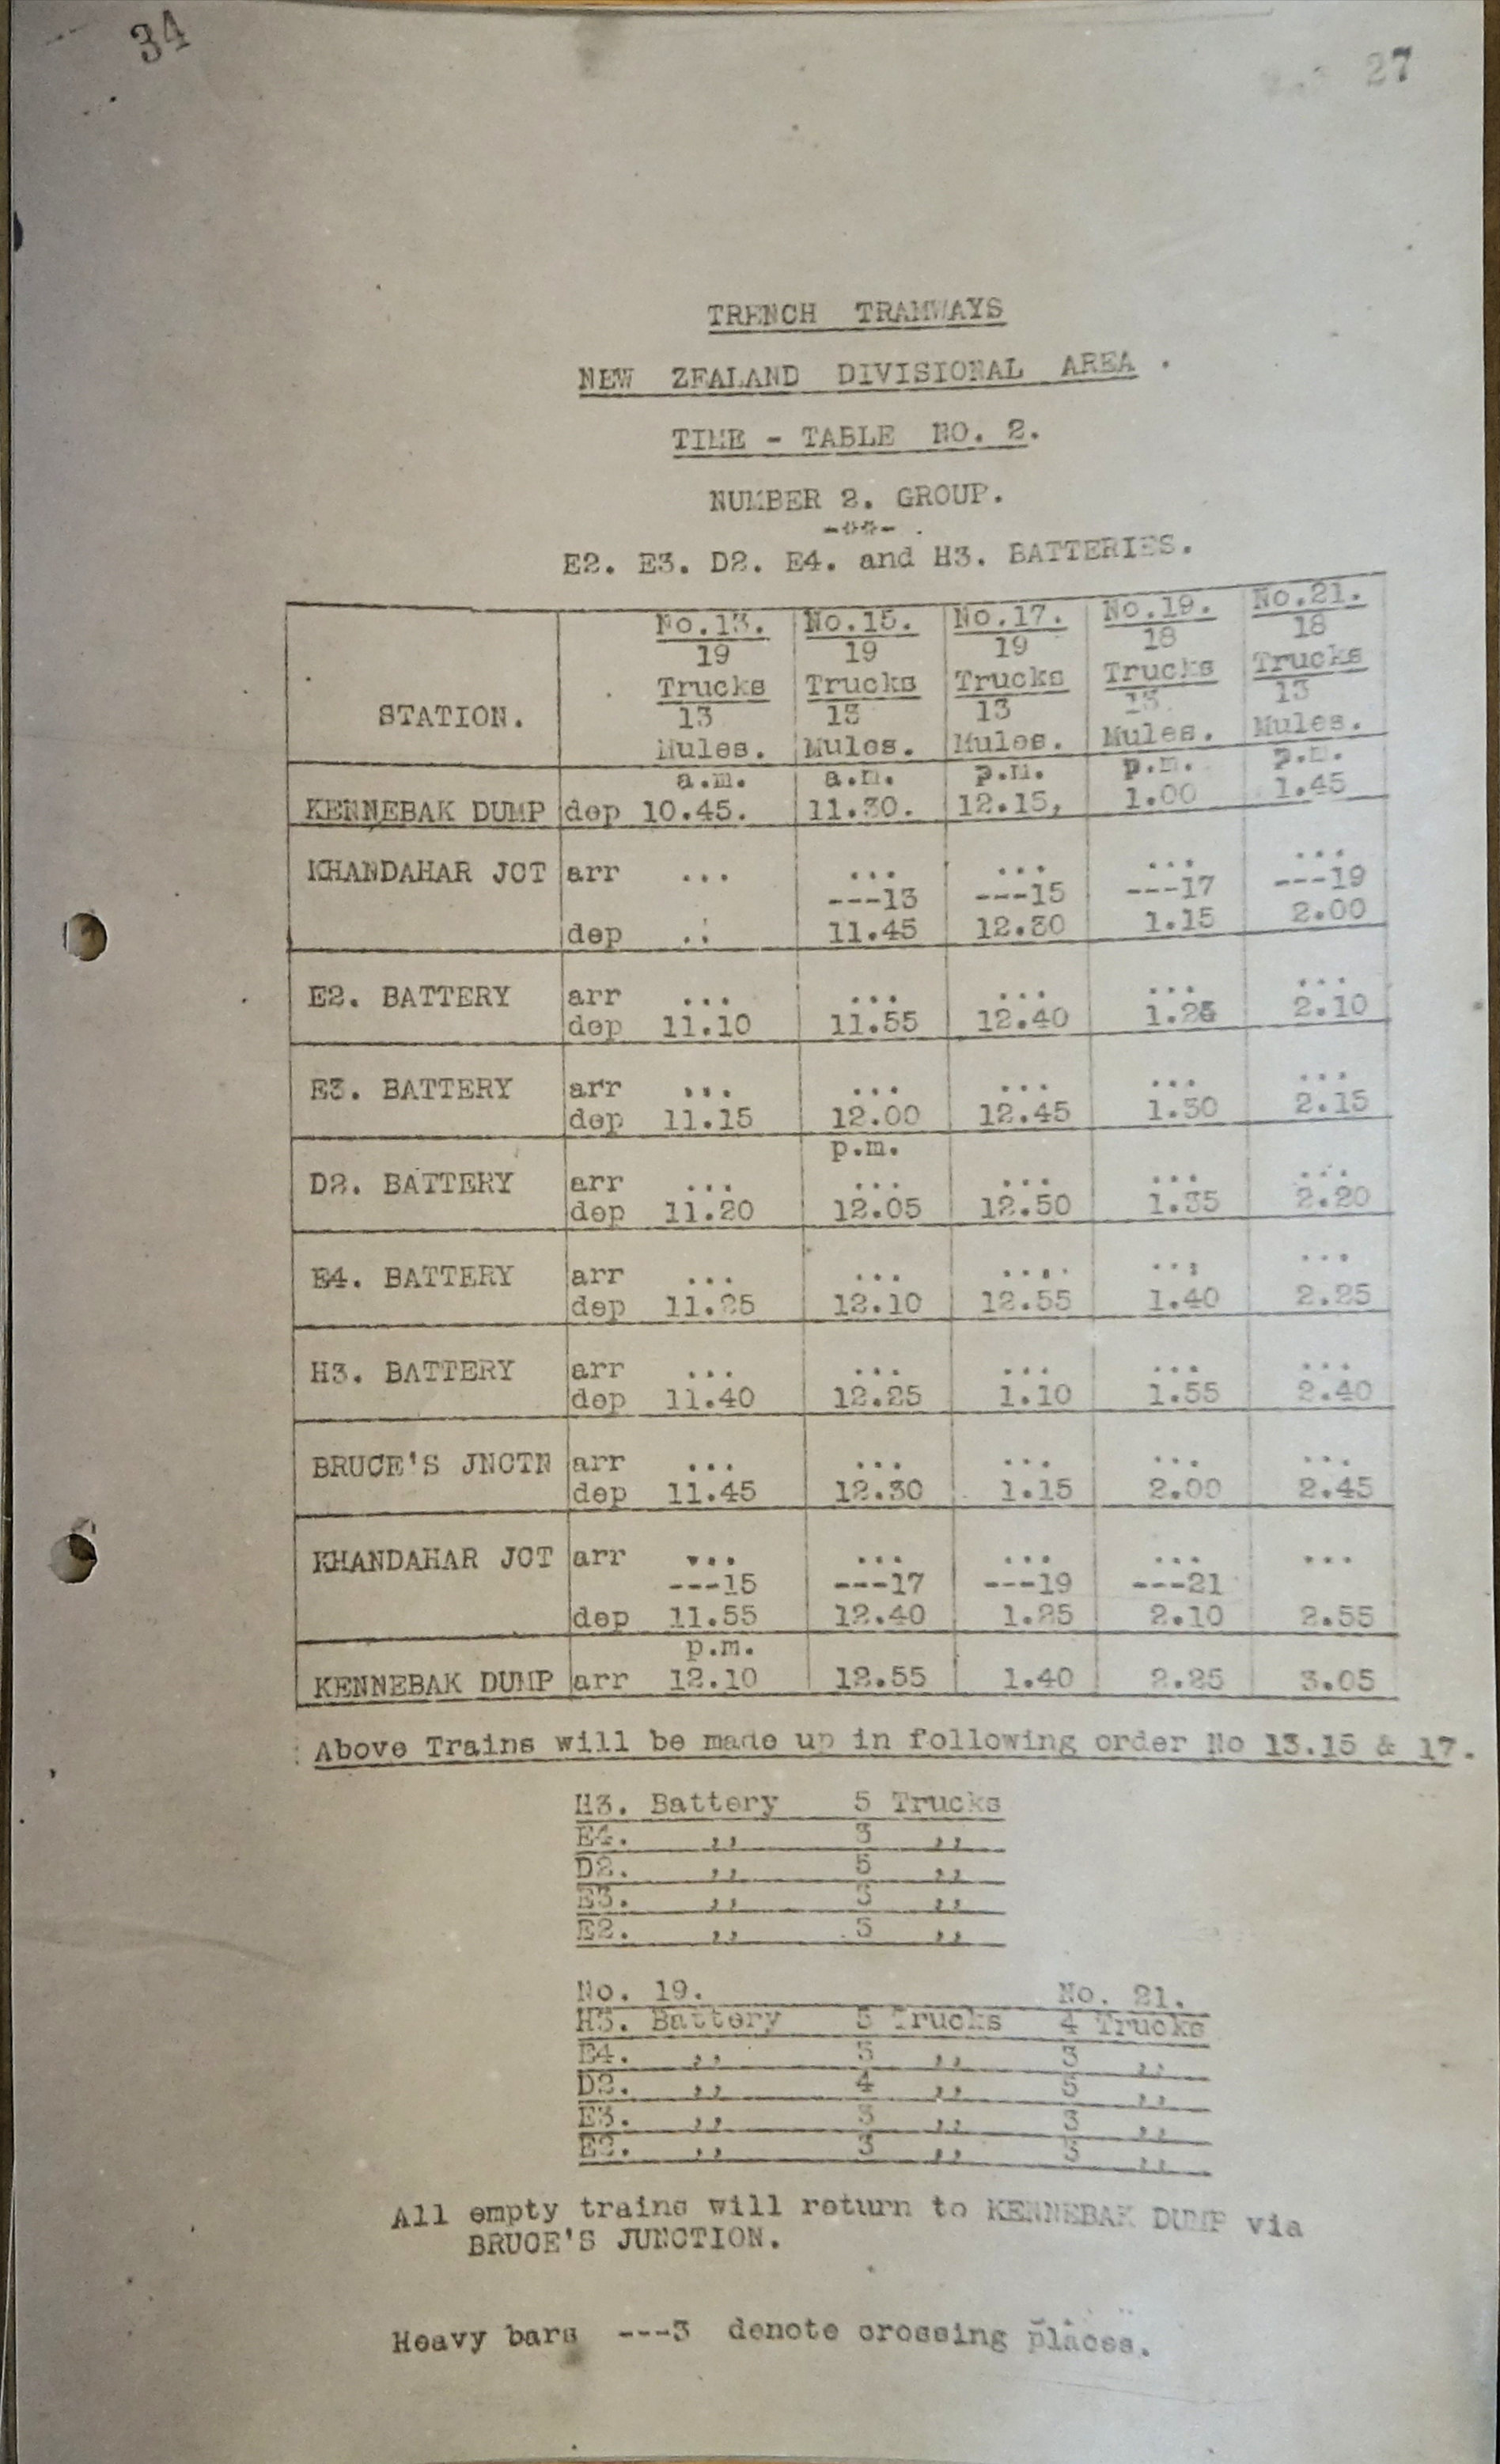 34
27
TRENCH TRAMWAYS
NEW ZEALAND DIVISIONAL AREA .
TIME - TABLE NO. 2.
NUMBER 2. GROUP.
-**- .
E2. E3. D2. E4. and H3. BATTERIES.
No.13. No.15. No.17. No.19. No.21.
19 19 19 18 18
Trucks Trucks Trucks Trucks Trucks
STATION. 13 13 13 13 13
Mules. Mules. Mules. Mules. Mules.
a.m. a.m. p.m. p.m. p.m.
KENNEBAK DUMP dep 10.45. 11.30. 12.15, 1.00 1.45
KHANDAHAR JCT arr ... ... ... ... ...
---13 ---15 ---17 ---19
dep .. 11.45 12.30 1.15 2.00
E2. BATTERY arr ... ... ... ... ...
dep 11.10 11.55 12.40 1.25 2.10
E3. BATTERY arr ... ... ... ... ...
dep 11.15 12.00 12.45 1.30 2.15
p.m.
D2. BATTERY arr ... ... ... ... ...
dep 11.20 12.05 12.50 1.35 2.20
E4. BATTERY arr ... ... .... ... ...
dep 11.25 12.10 12.55 1.40 2.25
H3. BATTERY arr ... ... ... ... ...
dep 11.40 12.25 1.10 1.55 2.40
BRUCE'S JNCTN arr ... ... ... ... ...
dep 11.45 12.30 1.15 2.00 2.45
KHANDAHAR JCT arr ... ... ... ... ...
---15 ---17 ---19 ---21
dep 11.55 12.40 1.25 2.10 2.55
p.m.
KENNEBAK DUMP arr 12.10 12.55 1.40 2.25 3.05
Above Trains will be made up in following order No 13.15 & 17.
H3. Battery 5 Trucks
E4. ,, 3 ,,
D2. ,, 5 ,,
E3. ,, 3 ,,
E2. ,, ,,
No. 19. No. 21.
H3. Battery 5 Trucks 4 Trucks
E4. ,, ,, 3 ,,
D2. ,, 4 ,, 5 ,,
E3. ,, 3 ,, 3 ,,
E2. ,, 3 ,, 3 ,,
All empty trains will return to KENNEBAK DUMP via
BRUCE'S JUNCTION.
Heavy bars ---3 denote crossing places.